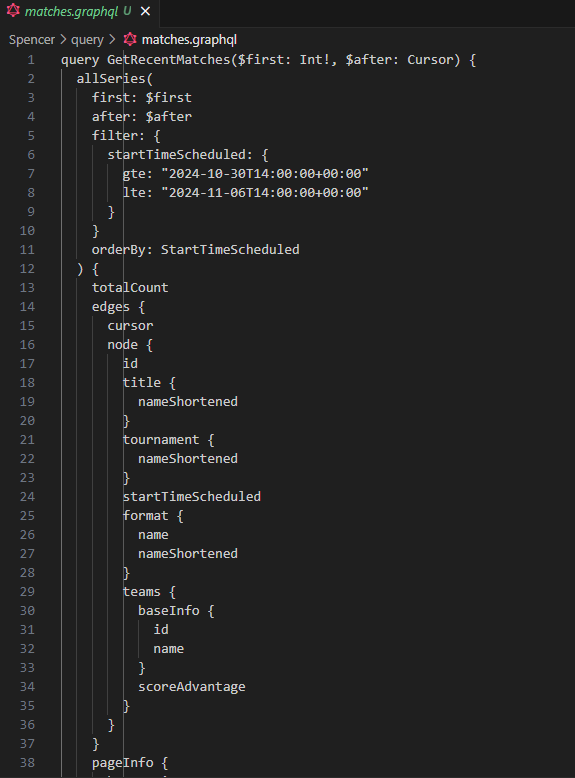 matches.graphql U ×
Spencer > query > matches.graphql
1 query GetRecentMatches($first: Int!, $after: Cursor) {
2 allSeries(
3 first: $first
4 after: $after
5 filter: {
6 startTimeScheduled: {
7 gte: "2024-10-30T14:00:00+00:00"
8 lte: "2024-11-06T14:00:00+00:00"
9 }
10 }
11 orderBy: StartTimeScheduled
12 ) {
13 totalCount
14 edges {
15 cursor
16 node {
17 id
18 title {
19 nameShortened
20 }
21 tournament {
22 nameShortened
23 }
24 startTimeScheduled
25 format {
26 name
27 nameShortened
28 }
29 teams {
30 baseInfo {
31 id
32 name
33 }
34 scoreAdvantage
35 }
36 }
37 }
38 pageInfo {